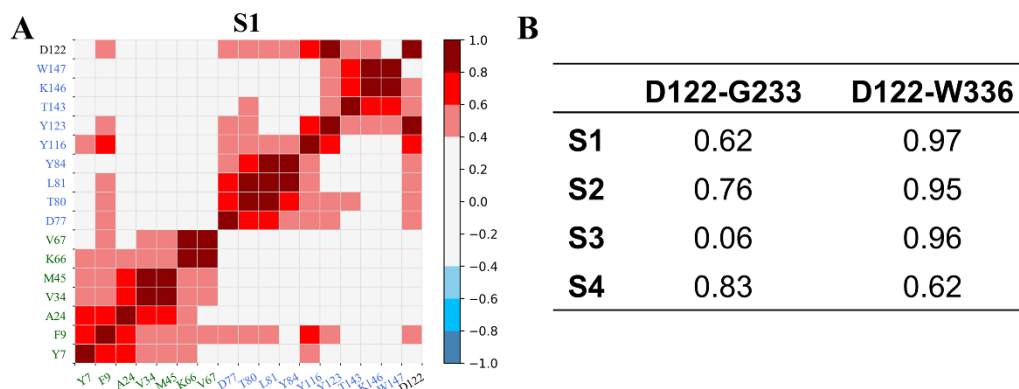 A
S1
D122
W147
K146
T143
Y123
Y116
Y84
L81
T80
D77
V67
K66
M45
V34
A24
F9
Y7
Y7 F9 A24 V34 M45 K66 V67 D77 T80 L81 Y84 Y116 Y123 T143 K146 W147 D122
1.0
0.8
0.6
0.4
0.2
0.0
−0.2
−0.4
−0.6
−0.8
−1.0
B
D122-G233 D122-W336
S1 0.62 0.97
S2 0.76 0.95
S3 0.06 0.96
S4 0.83 0.62